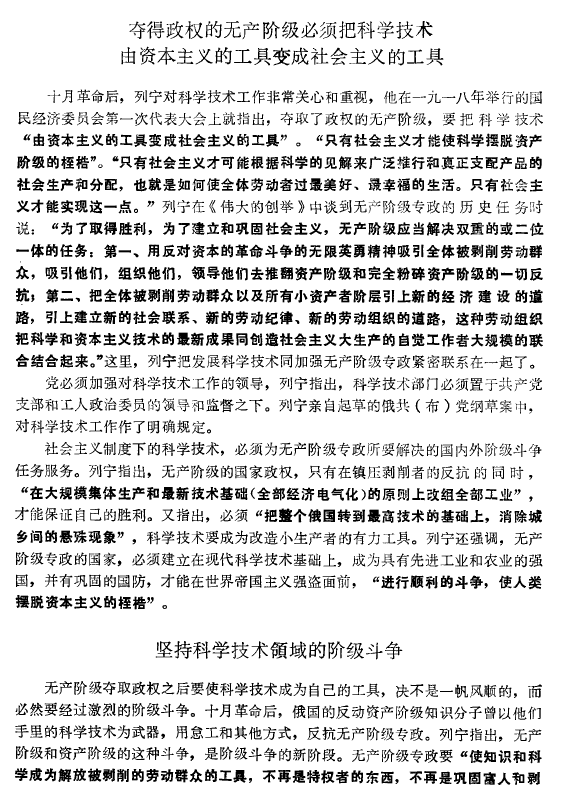 夺得政权的无产阶级必须把科学技术
由资本主义的工具变成社会主义的工具
十月革命后，列宁对科学技术工作非常关心和重视，他在一九一八年举行的国
民经济委员会第一次代表大会上就指出，夺取了政权的无产阶级，要把科学技术
“由资本主义的工具变成社会主义的工具”。“只有社会主义才能使科学摆脱资产
阶级的桎梏”。“只有社会主义才可能根据科学的见解来广泛推行和真正支配产品的
社会生产和分配，也就是如何使全体劳动者过最美好、最幸福的生活。只有社会主
义才能实现这一点。”列宁在《伟大的创举》中谈到无产阶级专政的历史任务时
说：“为了取得胜利，为了建立和巩固社会主义，无产阶级应当解决双重的或二位
一体的任务：第一、用反对资本的革命斗争的无限英勇精神吸引全体被剥削劳动群
众，吸引他们，组织他们，领导他们去推翻资产阶级和完全粉碎资产阶级的一切反
抗；第二、把全体被剥削劳动群众以及所有小资产者阶层引上新的经济建设的道
路，引上建立新的社会联系、新的劳动纪律、新的劳动组织的道路，这种劳动组织
把科学和资本主义技术的最新成果同创造社会主义大生产的自觉工作者大规模的联
合结合起来。”这里，列宁把发展科学技术同加强无产阶级专政紧密联系在一起了。
党必须加强对科学技术工作的领导，列宁指出，科学技术部门必须置于共产党
支部和工人政治委员的领导和监督之下。列宁亲自起草的俄共（布）党纲草案中，
对科学技术工作作了明确规定。
社会主义制度下的科学技术，必须为无产阶级专政所要解决的国内外阶级斗争
任务服务。列宁指出，无产阶级的国家政权，只有在镇压剥削者的反抗的同时，
“在大规模集体生产和最新技术基础（全部经济电气化）的原则上改组全部工业”，
才能保证自己的胜利。又指出，必须“把整个俄国转到最高技术的基础上，消除城
乡间的悬殊现象”，科学技术要成为改造小生产者的有力工具。列宁还强调，无产
阶级专政的国家，必须建立在现代科学技术基础上，成为具有先进工业和农业的强
国，并有巩固的国防，才能在世界帝国主义强盗面前，“进行顺利的斗争，使人类
摆脱资本主义的桎梏”。
坚持科学技术领域的阶级斗争
无产阶级夺取政权之后要使科学技术成为自己的工具，决不是一帆风顺的，而
必然要经过激烈的阶级斗争。十月革命后，俄国的反动资产阶级知识分子曾以他们
手里的科学技术为武器，用怠工和其他方式，反抗无产阶级专政。列宁指出，无产
阶级和资产阶级的这种斗争，是阶级斗争的新阶段。无产阶级专政要“使知识和科
学成为解放被剥削的劳动群众的工具，不再是特权者的东西，不再是巩固富人和剥